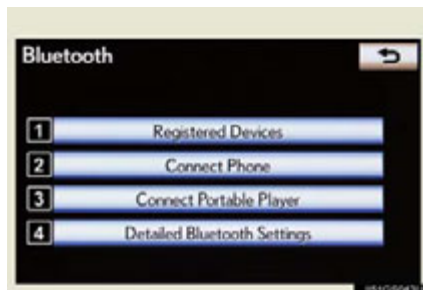 Bluetooth
1 Registered Devices
2 Connect Phone
3 Connect Portable Player
4 Detailed Bluetooth Settings